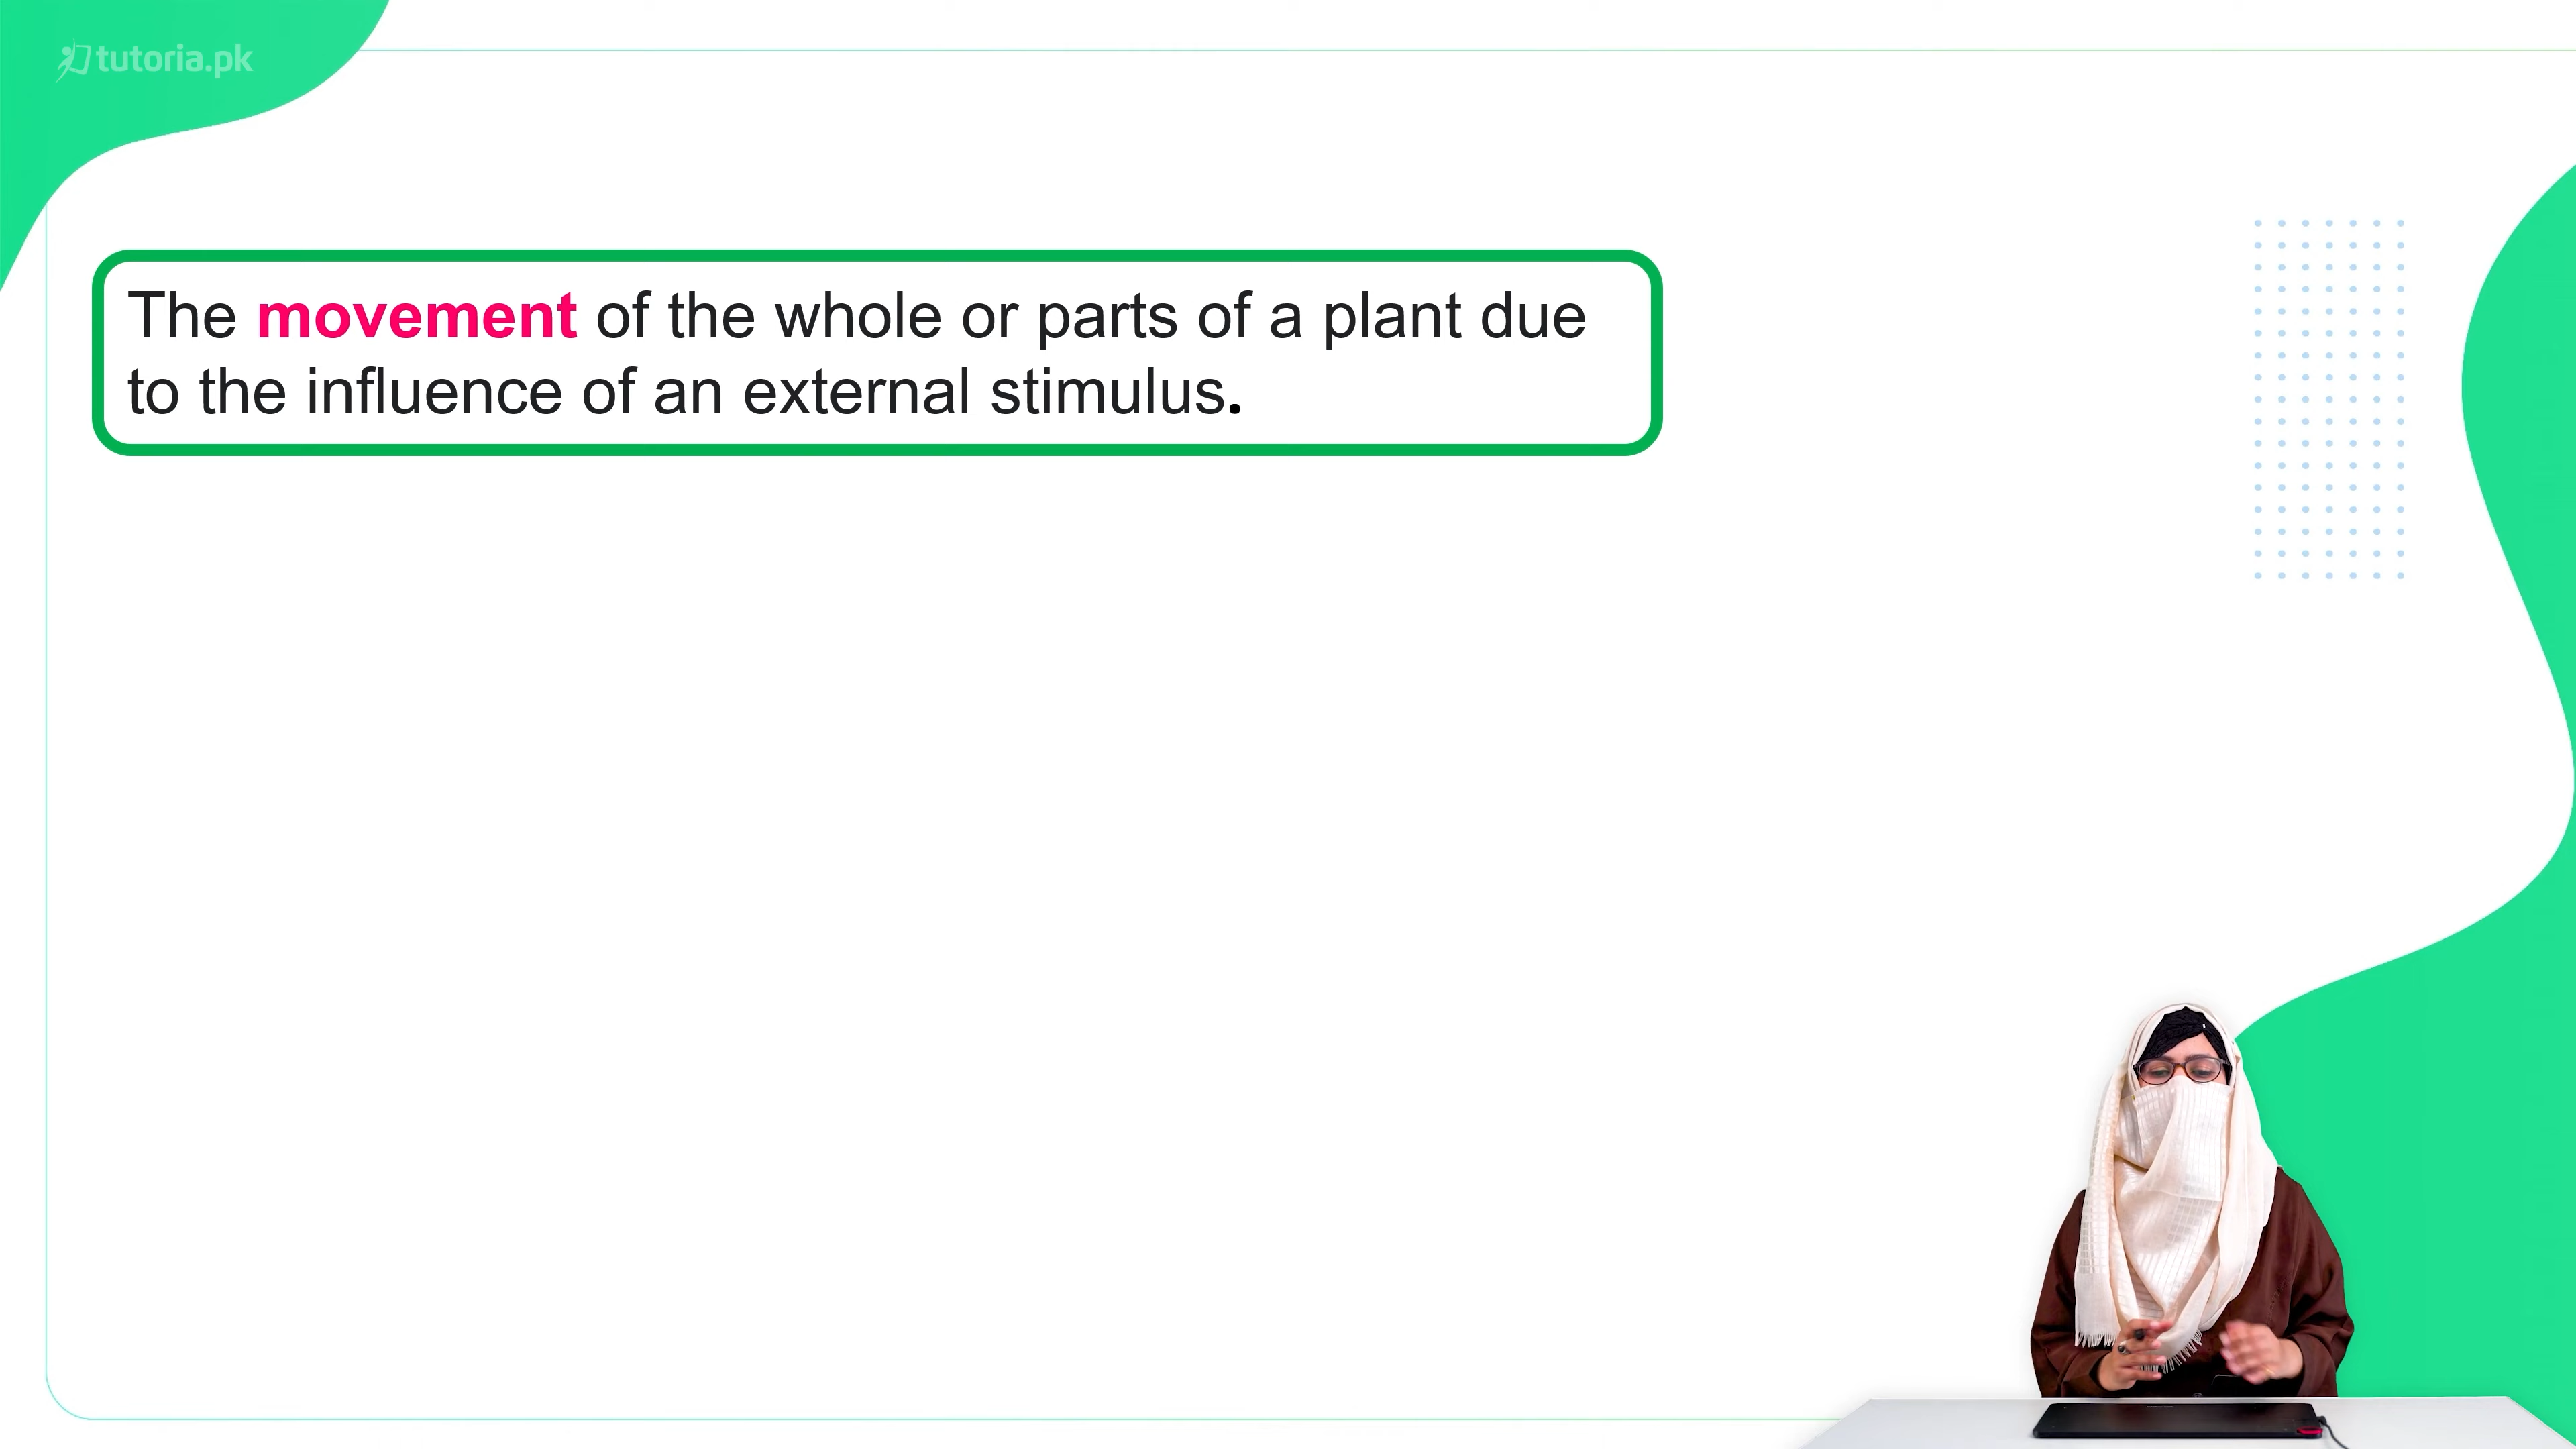 tutoria.pk
The movement of the whole or parts of a plant due
to the influence of an external stimulus.